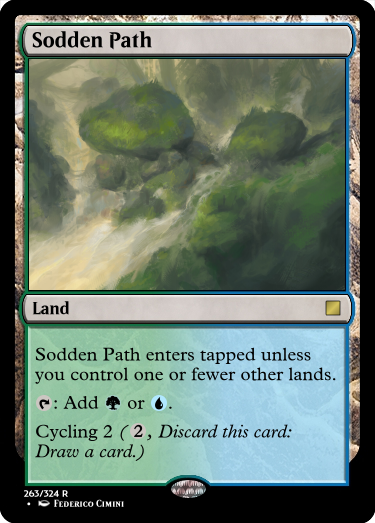 Sodden Path
Land
Sodden Path enters tapped unless
you control one or fewer other lands.
: Add or .
Cycling 2 ( 2, Discard this card:
Draw a card.)
263/324 R
• Federico Cimini